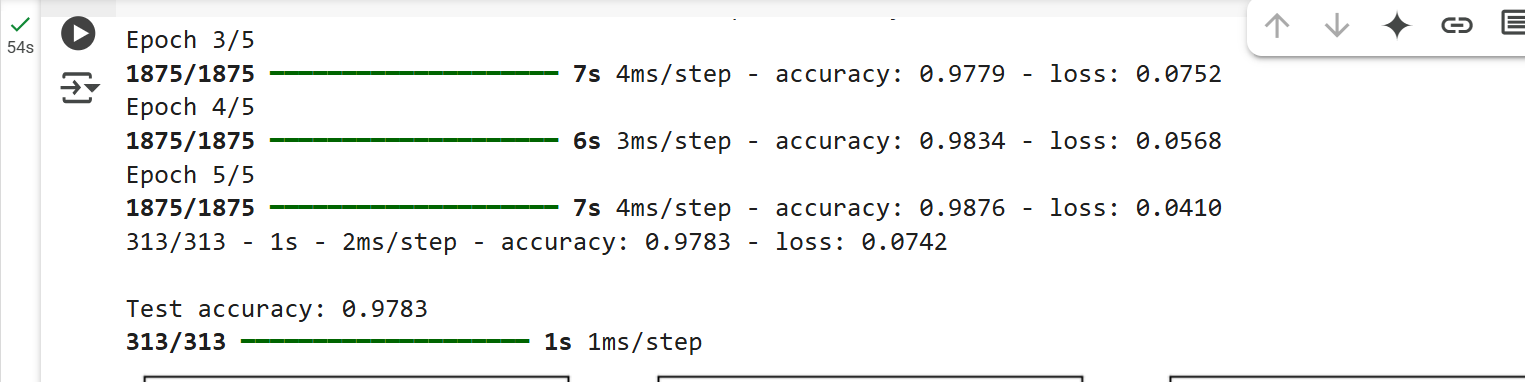 54s
Epoch 3/5
1875/1875 ━━━━━━━━━━━━━━━━━━━━ 7s 4ms/step - accuracy: 0.9779 - loss: 0.0752
Epoch 4/5
1875/1875 ━━━━━━━━━━━━━━━━━━━━ 6s 3ms/step - accuracy: 0.9834 - loss: 0.0568
Epoch 5/5
1875/1875 ━━━━━━━━━━━━━━━━━━━━ 7s 4ms/step - accuracy: 0.9876 - loss: 0.0410
313/313 - 1s - 2ms/step - accuracy: 0.9783 - loss: 0.0742
Test accuracy: 0.9783
313/313 ━━━━━━━━━━━━━━━━━━━━ 1s 1ms/step